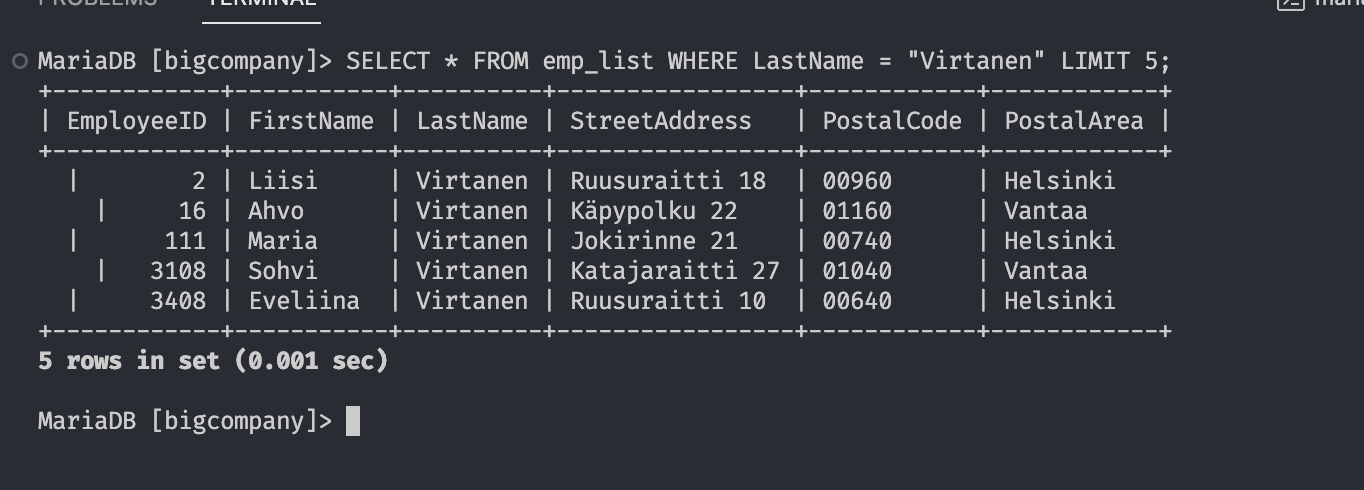 PROBLEMS TERMINAL
MariaDB [bigcompany]> SELECT * FROM emp_list WHERE LastName = "Virtanen" LIMIT 5;
+------------+-----------+----------+-----------------+------------+------------+
| EmployeeID | FirstName | LastName | StreetAddress   | PostalCode | PostalArea |
+------------+-----------+----------+-----------------+------------+------------+
  |        2 | Liisi     | Virtanen | Ruusuraitti 18  | 00960      | Helsinki
    |     16 | Ahvo      | Virtanen | Käpypolku 22    | 01160      | Vantaa
  |      111 | Maria     | Virtanen | Jokirinne 21    | 00740      | Helsinki
    |   3108 | Sohvi     | Virtanen | Katajaraitti 27 | 01040      | Vantaa
  |     3408 | Eveliina  | Virtanen | Ruusuraitti 10  | 00640      | Helsinki
+------------+-----------+----------+-----------------+------------+------------+
5 rows in set (0.001 sec)
MariaDB [bigcompany]>